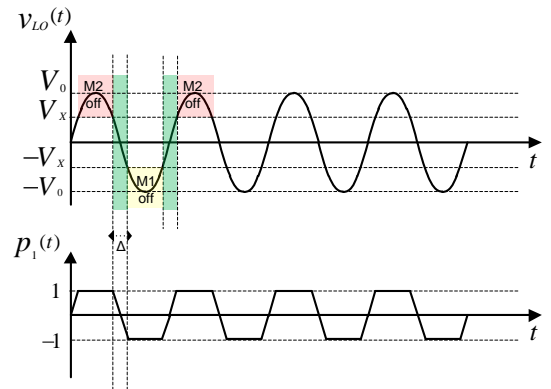 v_LO(t)
M2
off
M2
off
V_0
V_X
−V_X
−V_0
M1
off
t
Δ
p_1(t)
1
−1
t